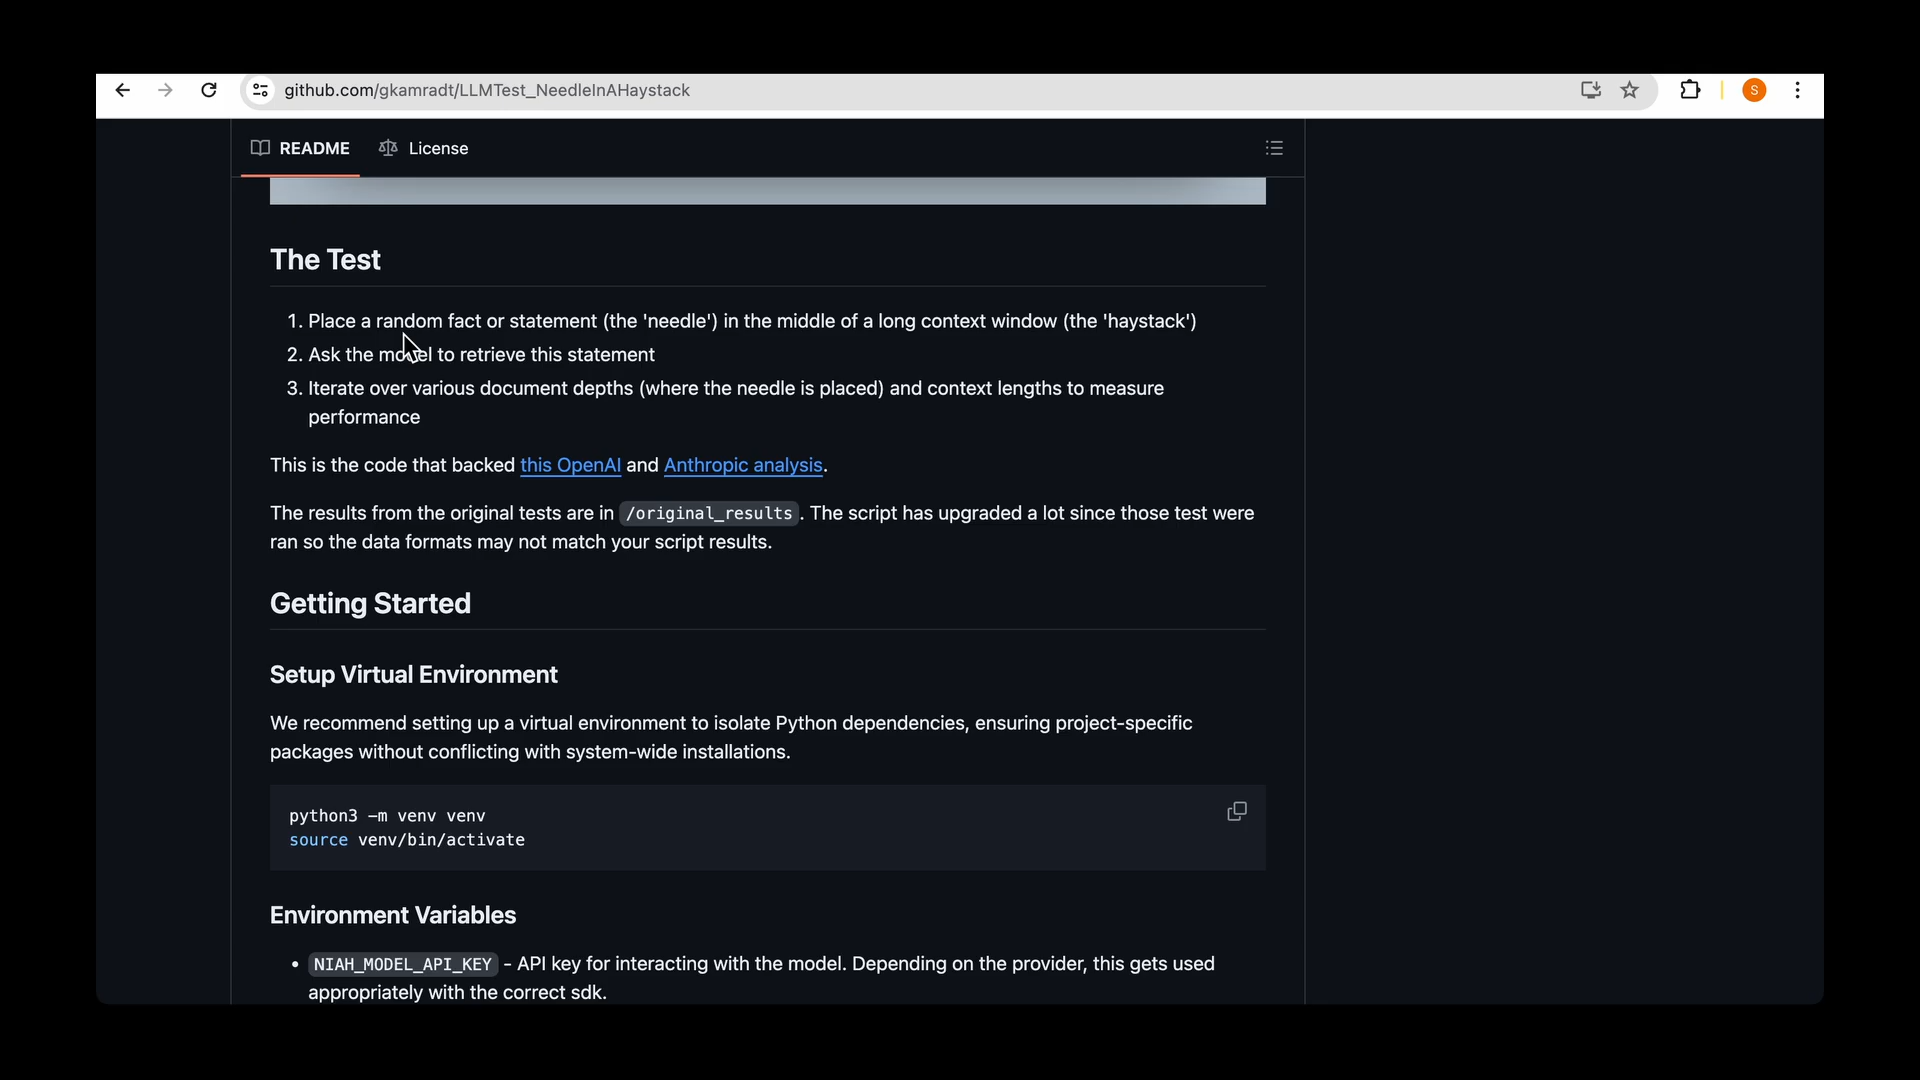 github.com/gkamradt/LLMTest_NeedleInAHaystack
S
README License
The Test
1. Place a random fact or statement (the 'needle') in the middle of a long context window (the 'haystack')
2. Ask the model to retrieve this statement
3. Iterate over various document depths (where the needle is placed) and context lengths to measure
performance
This is the code that backed this OpenAI and Anthropic analysis.
The results from the original tests are in /original_results . The script has upgraded a lot since those test were
ran so the data formats may not match your script results.
Getting Started
Setup Virtual Environment
We recommend setting up a virtual environment to isolate Python dependencies, ensuring project-specific
packages without conflicting with system-wide installations.
python3 -m venv venv
source venv/bin/activate
Environment Variables
• NIAH_MODEL_API_KEY - API key for interacting with the model. Depending on the provider, this gets used
appropriately with the correct sdk.